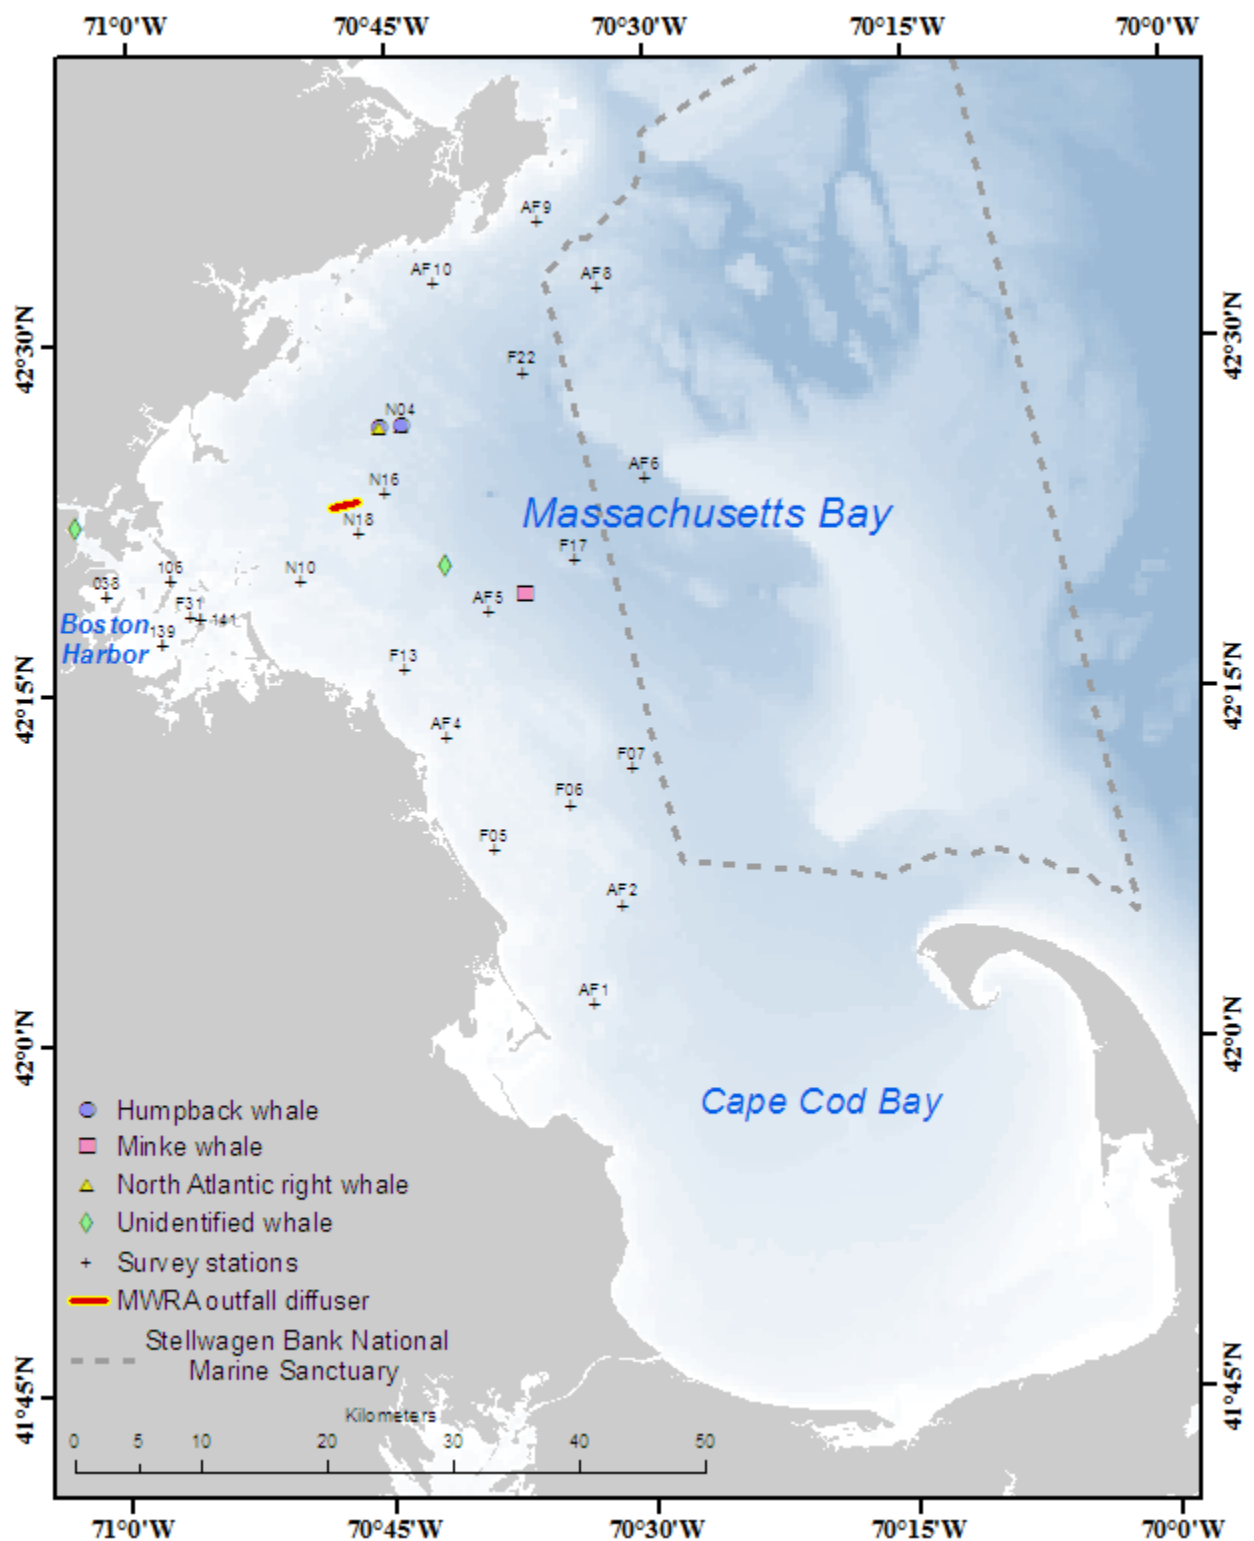 71°0'W 70°45'W 70°30'W 70°15'W 70°0'W
AF9
AF10
AF8
42°30'N
42°30'N
F22
N04
AF6
N16
Massachusetts Bay
N18
F17
106
N10
038
AF5
F31
141
Boston
139
Harbor
F13
42°15'N
42°15'N
AF4
F07
F06
F05
AF2
AF1
42°0'N
42°0'N
Cape Cod Bay
Humpback whale
Minke whale
North Atlantic right whale
Unidentified whale
Survey stations
MWRA outfall diffuser
Stellwagen Bank National
Marine Sanctuary
41°45'N
41°45'N
Kilometers
0 5 10 20 30 40 50
71°0'W 70°45'W 70°30'W 70°15'W 70°0'W